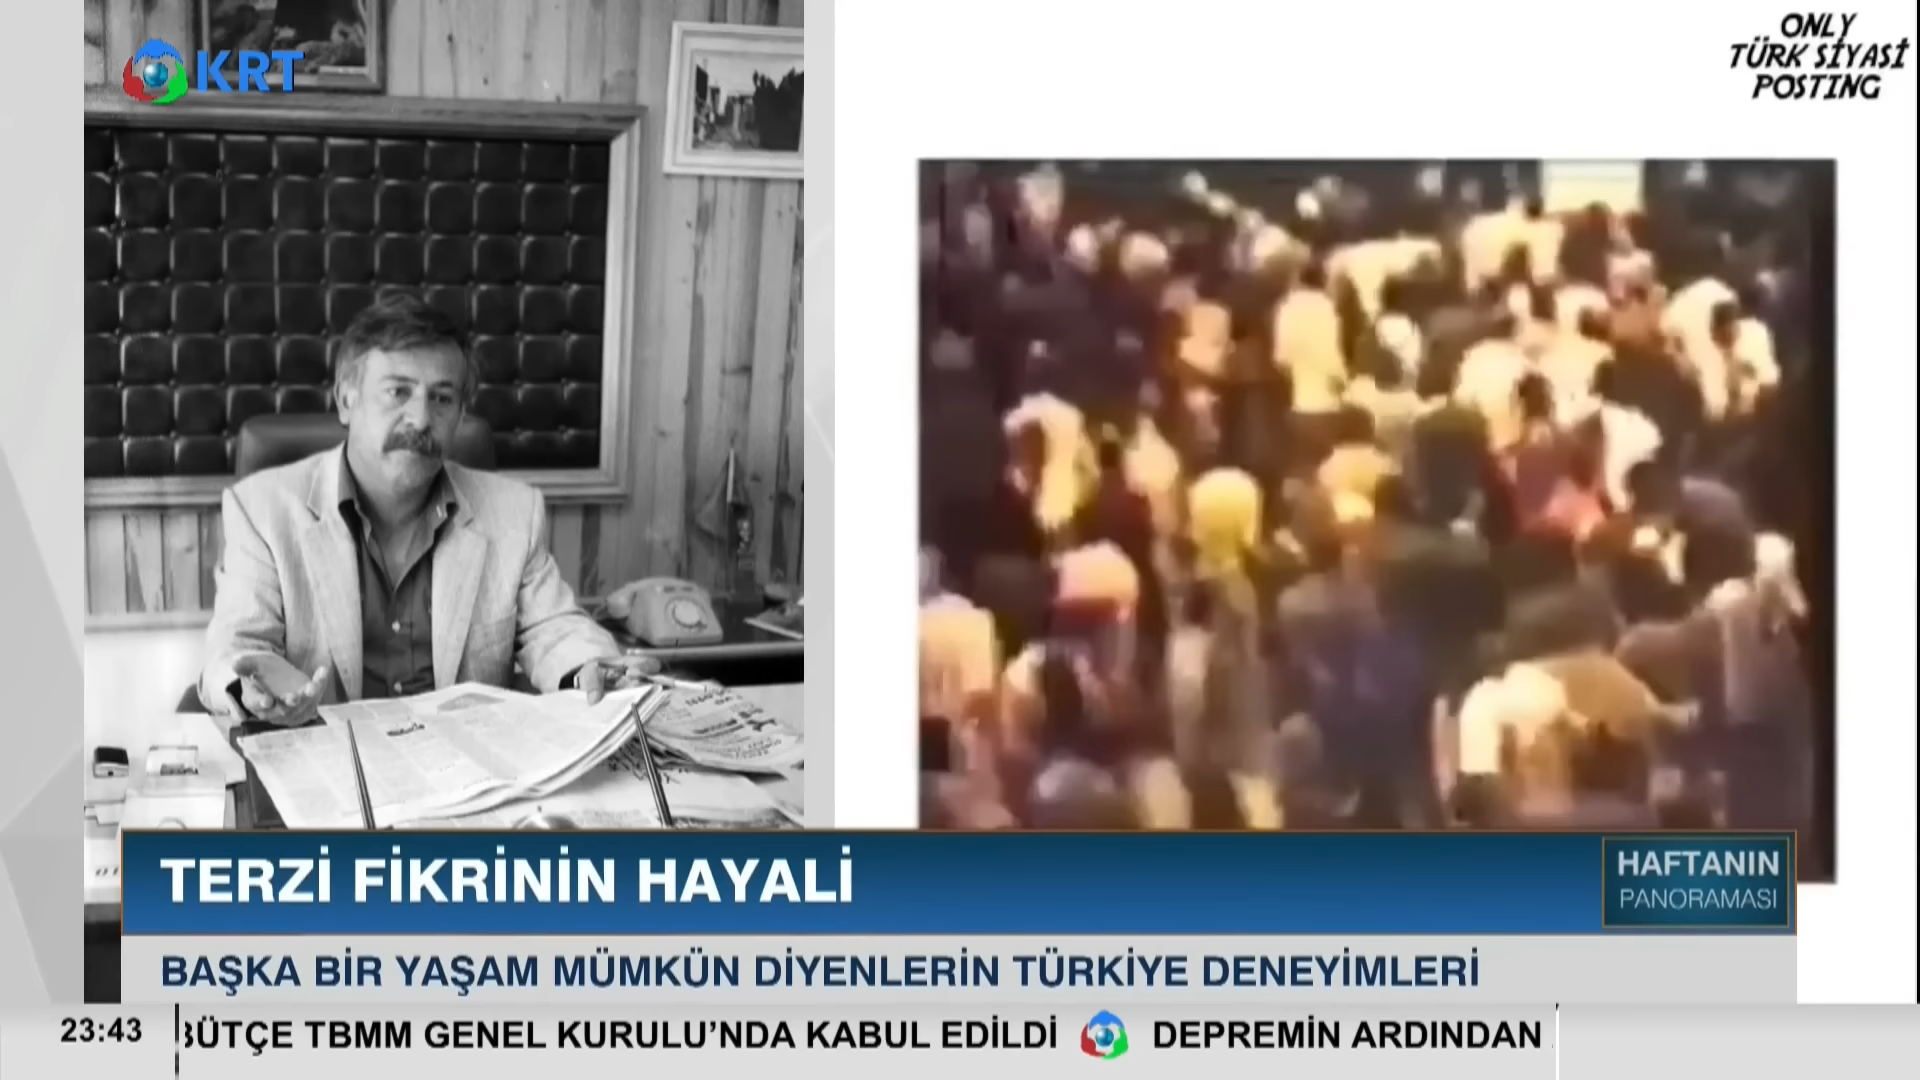 KRT
ONLY
TÜRK SİYASİ
POSTING
TERZİ FİKRİNİN HAYALİ
HAFTANIN
PANORAMASI
BAŞKA BİR YAŞAM MÜMKÜN DİYENLERİN TÜRKİYE DENEYİMLERİ
23:43
BÜTÇE TBMM GENEL KURULU’NDA KABUL EDİLDİ DEPREMİN ARDINDAN